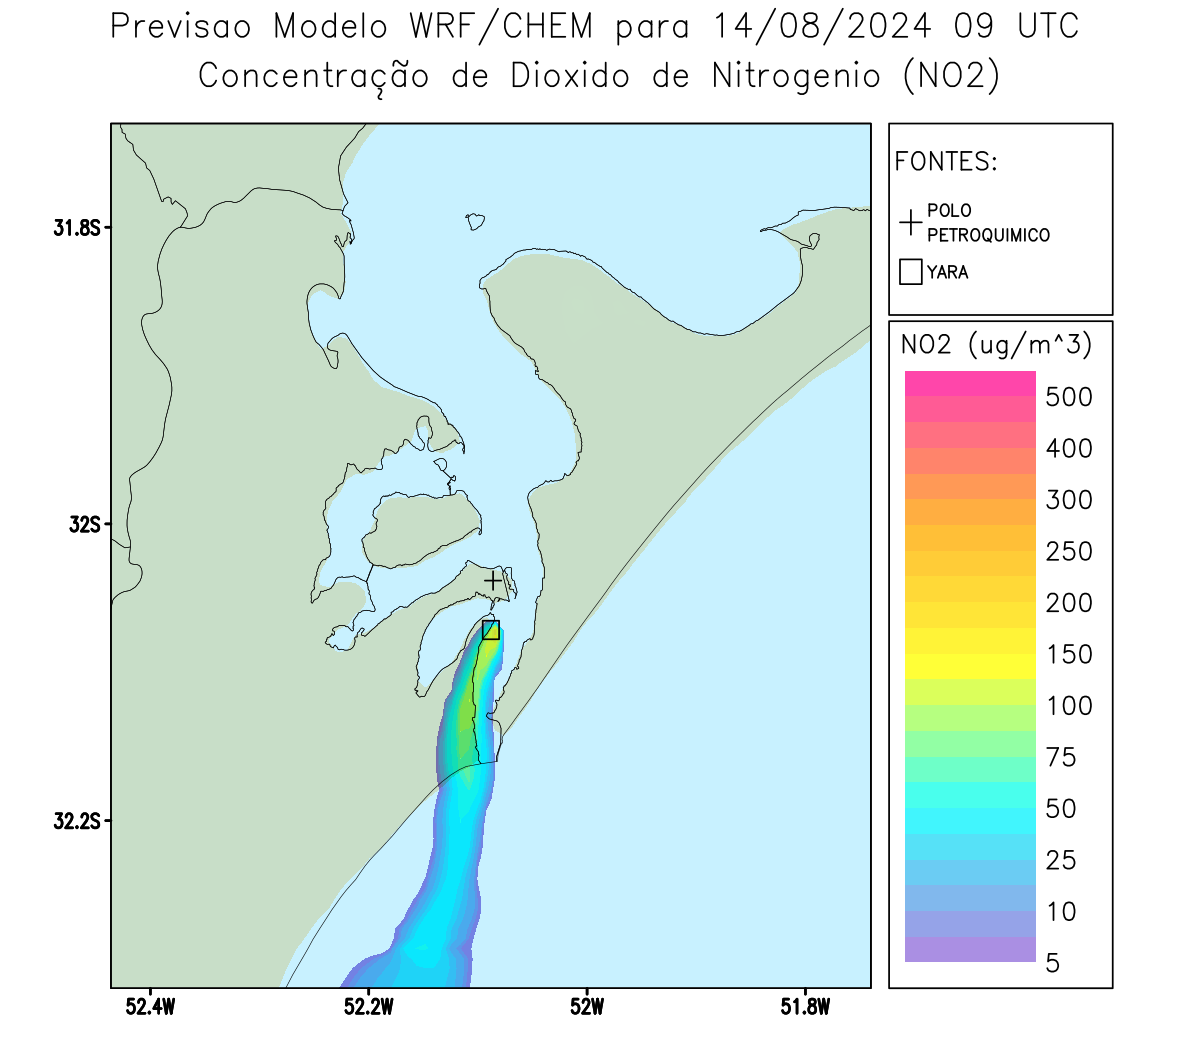 Previsao Modelo WRF/CHEM para 14/08/2024 09 UTC
Concentração de Dioxido de Nitrogenio (NO2)
FONTES:
POLO
PETROQUIMICO
YARA
NO2 (ug/m^3)
500
400
300
250
200
150
100
75
50
25
10
5
31.8S
32S
32.2S
52.4W
52.2W
52W
51.8W